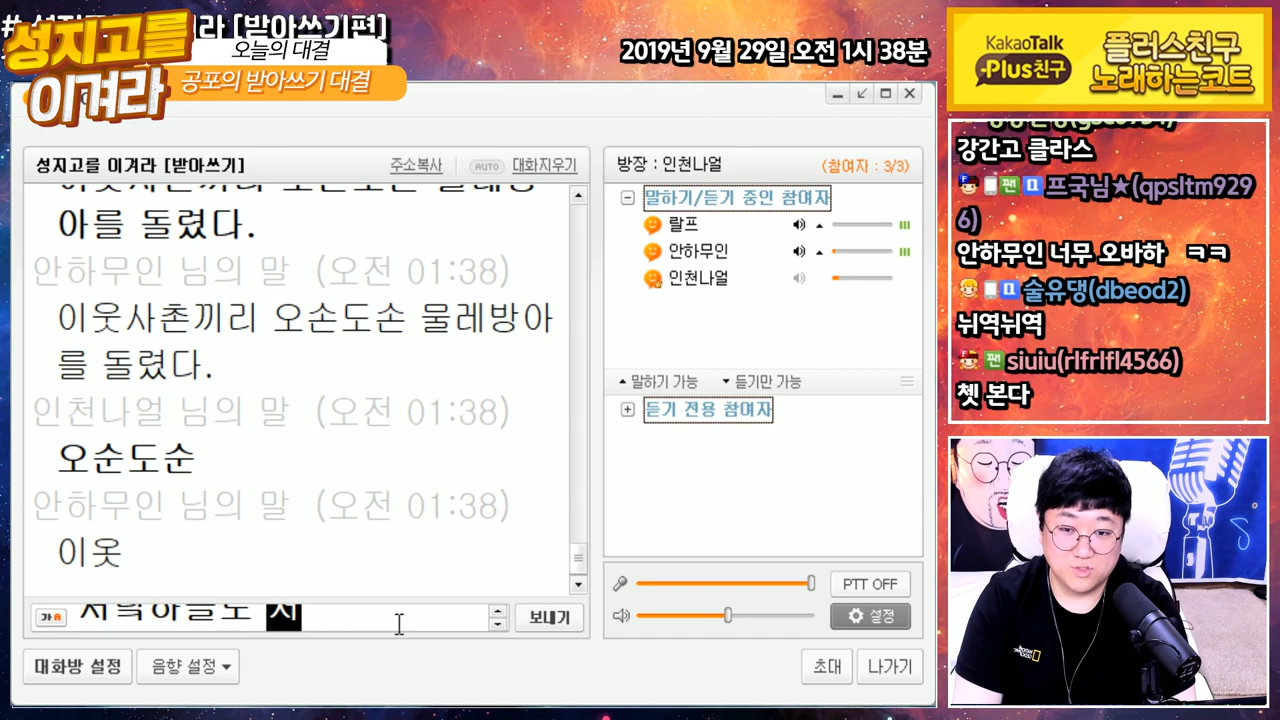 성지고를 이겨라
[받아쓰기편]
오늘의 대결
공포의 받아쓰기 대결
2019년 9월 29일 오전 1시 38분
KakaoTalk
Plus친구
플러스친구
노래하는코트
성지고를 이겨라 [받아쓰기]
주소복사
AUTO
대화지우기
아를 돌렸다.
안하무인 님의 말 (오전 01:38)
이웃사촌끼리 오손도손 물레방아
를 돌렸다.
인천나얼 님의 말 (오전 01:38)
오순도순
안하무인 님의 말 (오전 01:38)
이웃
보내기
대화방 설정
음향 설정
방장 : 인천나얼
(참여자 : 3/3)
말하기/듣기 중인 참여자
랄프
안하무인
인천나얼
말하기 가능
듣기만 가능
듣기 전용 참여자
PTT OFF
설정
초대
나가기
강간고 클라스
프국님★(qpsltm929
6)
안하무인 너무 오바하 ㅋㅋ
술유댕(dbeod2)
뉘역뉘역
siuiu(rlfrlfl4566)
쳇 본다